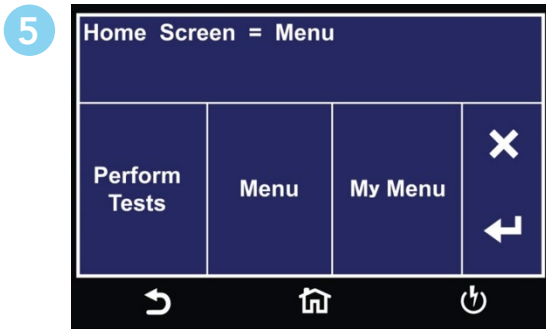 5
Home Screen = Menu
Perform
Tests
Menu
My Menu